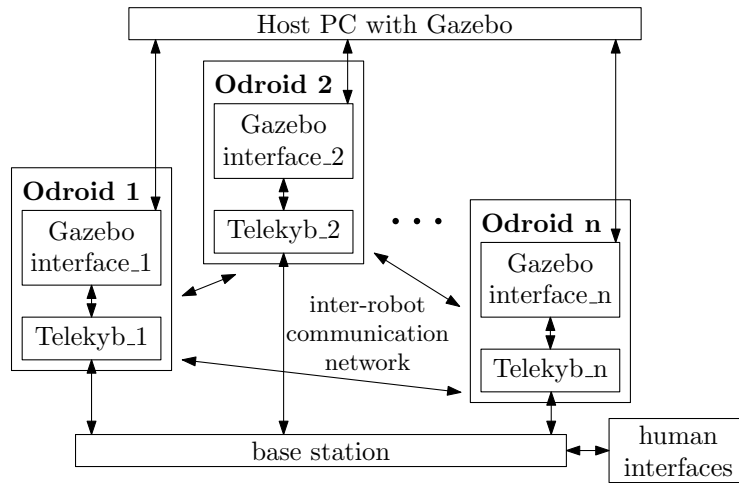 Host PC with Gazebo
Odroid 2
Gazebo
interface_2
Telekyb_2
Odroid 1
Gazebo
interface_1
Telekyb_1
• • •
Odroid n
Gazebo
interface_n
Telekyb_n
inter-robot
communication
network
base station
human
interfaces